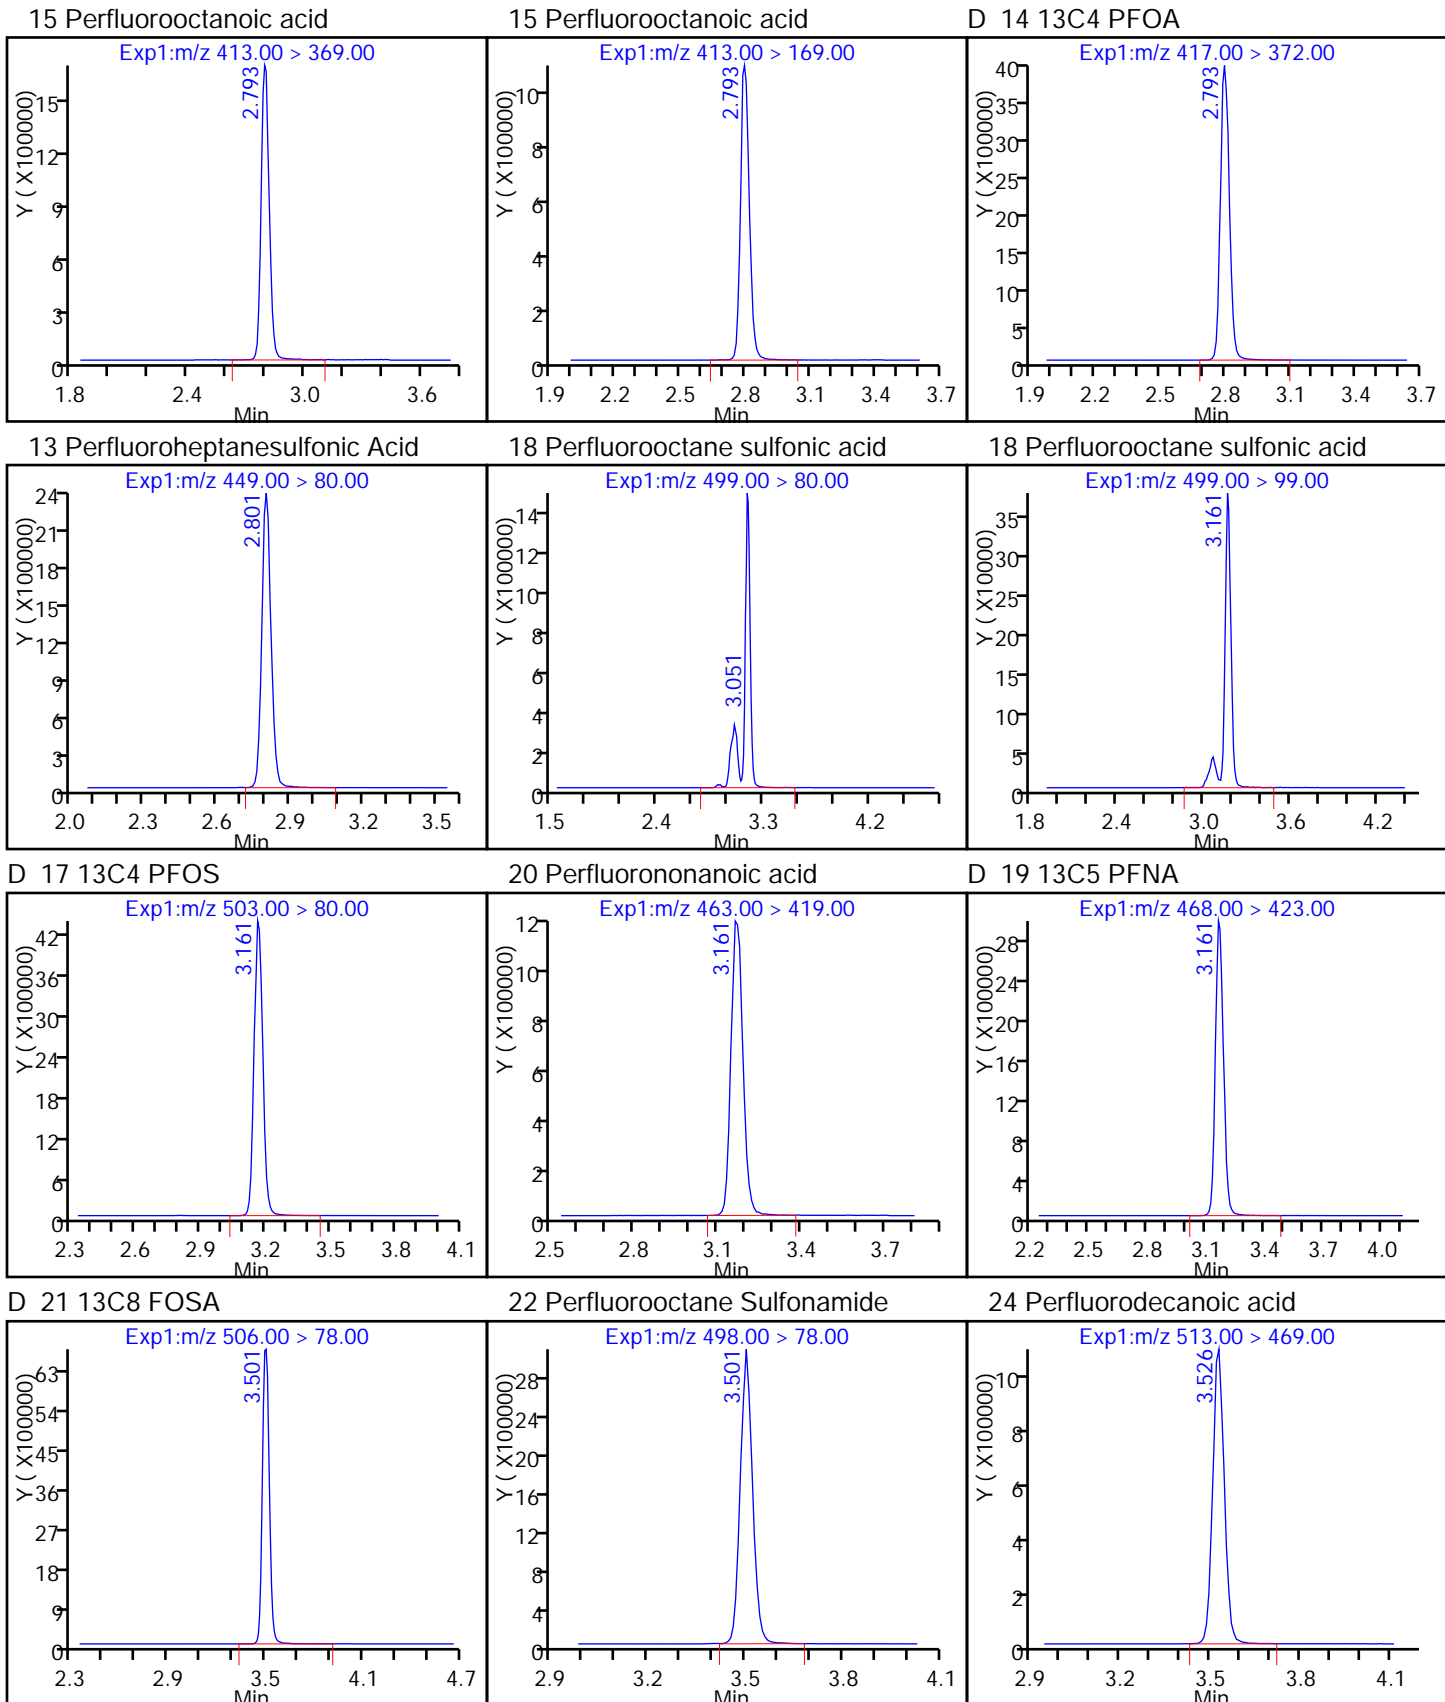 15 Perfluorooctanoic acid
Exp1:m/z 413.00 > 369.00
2.793
Y ( X100000)
15
12
9
6
3
0
1.8 2.4 3.0 3.6
Min
15 Perfluorooctanoic acid
Exp1:m/z 413.00 > 169.00
2.793
Y ( X100000)
10
8
6
4
2
0
1.9 2.2 2.5 2.8 3.1 3.4 3.7
Min
D 14 13C4 PFOA
Exp1:m/z 417.00 > 372.00
2.793
Y ( X100000)
40
35
30
25
20
15
10
5
0
1.9 2.2 2.5 2.8 3.1 3.4 3.7
Min
13 Perfluoroheptanesulfonic Acid
Exp1:m/z 449.00 > 80.00
2.801
Y ( X100000)
24
21
18
15
12
9
6
3
0
2.0 2.3 2.6 2.9 3.2 3.5
Min
18 Perfluorooctane sulfonic acid
Exp1:m/z 499.00 > 80.00
3.051
Y ( X100000)
14
12
10
8
6
4
2
0
1.5 2.4 3.3 4.2
Min
18 Perfluorooctane sulfonic acid
Exp1:m/z 499.00 > 99.00
3.161
Y ( X10000)
35
30
25
20
15
10
5
0
1.8 2.4 3.0 3.6 4.2
Min
D 17 13C4 PFOS
Exp1:m/z 503.00 > 80.00
3.161
Y ( X100000)
42
36
30
24
18
12
6
0
2.3 2.6 2.9 3.2 3.5 3.8 4.1
Min
20 Perfluorononanoic acid
Exp1:m/z 463.00 > 419.00
3.161
Y ( X100000)
12
10
8
6
4
2
0
2.5 2.8 3.1 3.4 3.7
Min
D 19 13C5 PFNA
Exp1:m/z 468.00 > 423.00
3.161
Y ( X100000)
28
24
20
16
12
8
4
0
2.2 2.5 2.8 3.1 3.4 3.7 4.0
Min
D 21 13C8 FOSA
Exp1:m/z 506.00 > 78.00
3.501
Y ( X100000)
63
54
45
36
27
18
9
0
2.3 2.9 3.5 4.1 4.7
Min
22 Perfluorooctane Sulfonamide
Exp1:m/z 498.00 > 78.00
3.501
Y ( X100000)
28
24
20
16
12
8
4
0
2.9 3.2 3.5 3.8 4.1
Min
24 Perfluorodecanoic acid
Exp1:m/z 513.00 > 469.00
3.526
Y ( X100000)
10
8
6
4
2
0
2.9 3.2 3.5 3.8 4.1
Min